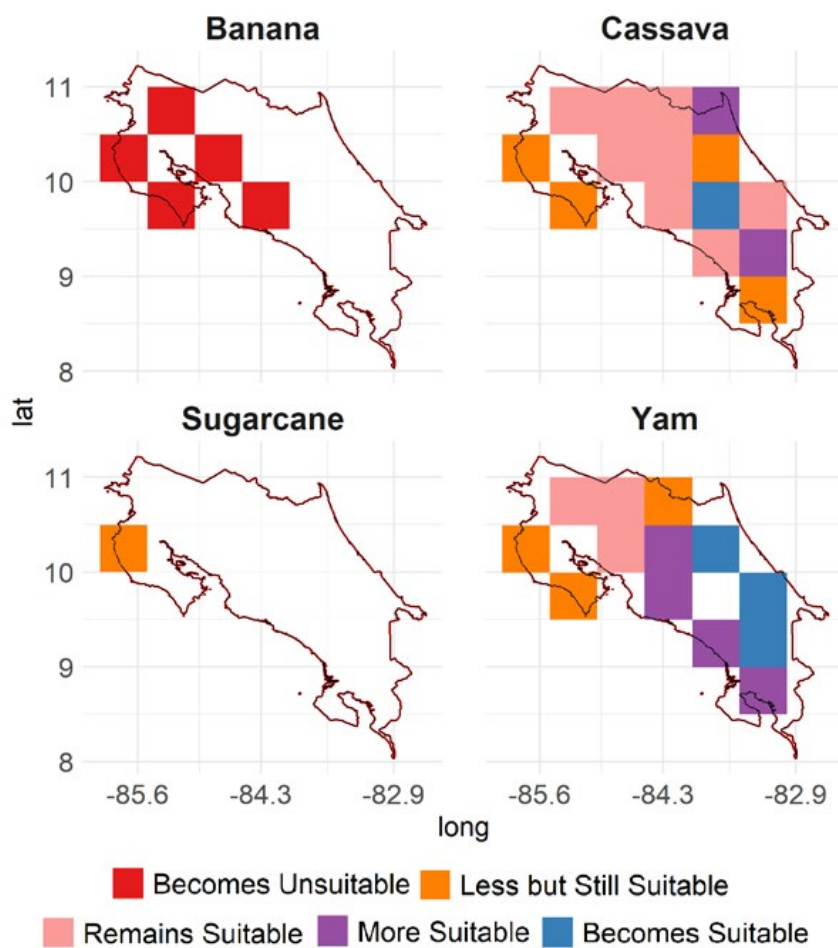 Banana Cassava
11
10
9
8
lat
Sugarcane Yam
11
10
9
8
-85.6 -84.3 -82.9 -85.6 -84.3 -82.9
long
Becomes Unsuitable Less but Still Suitable
Remains Suitable More Suitable Becomes Suitable